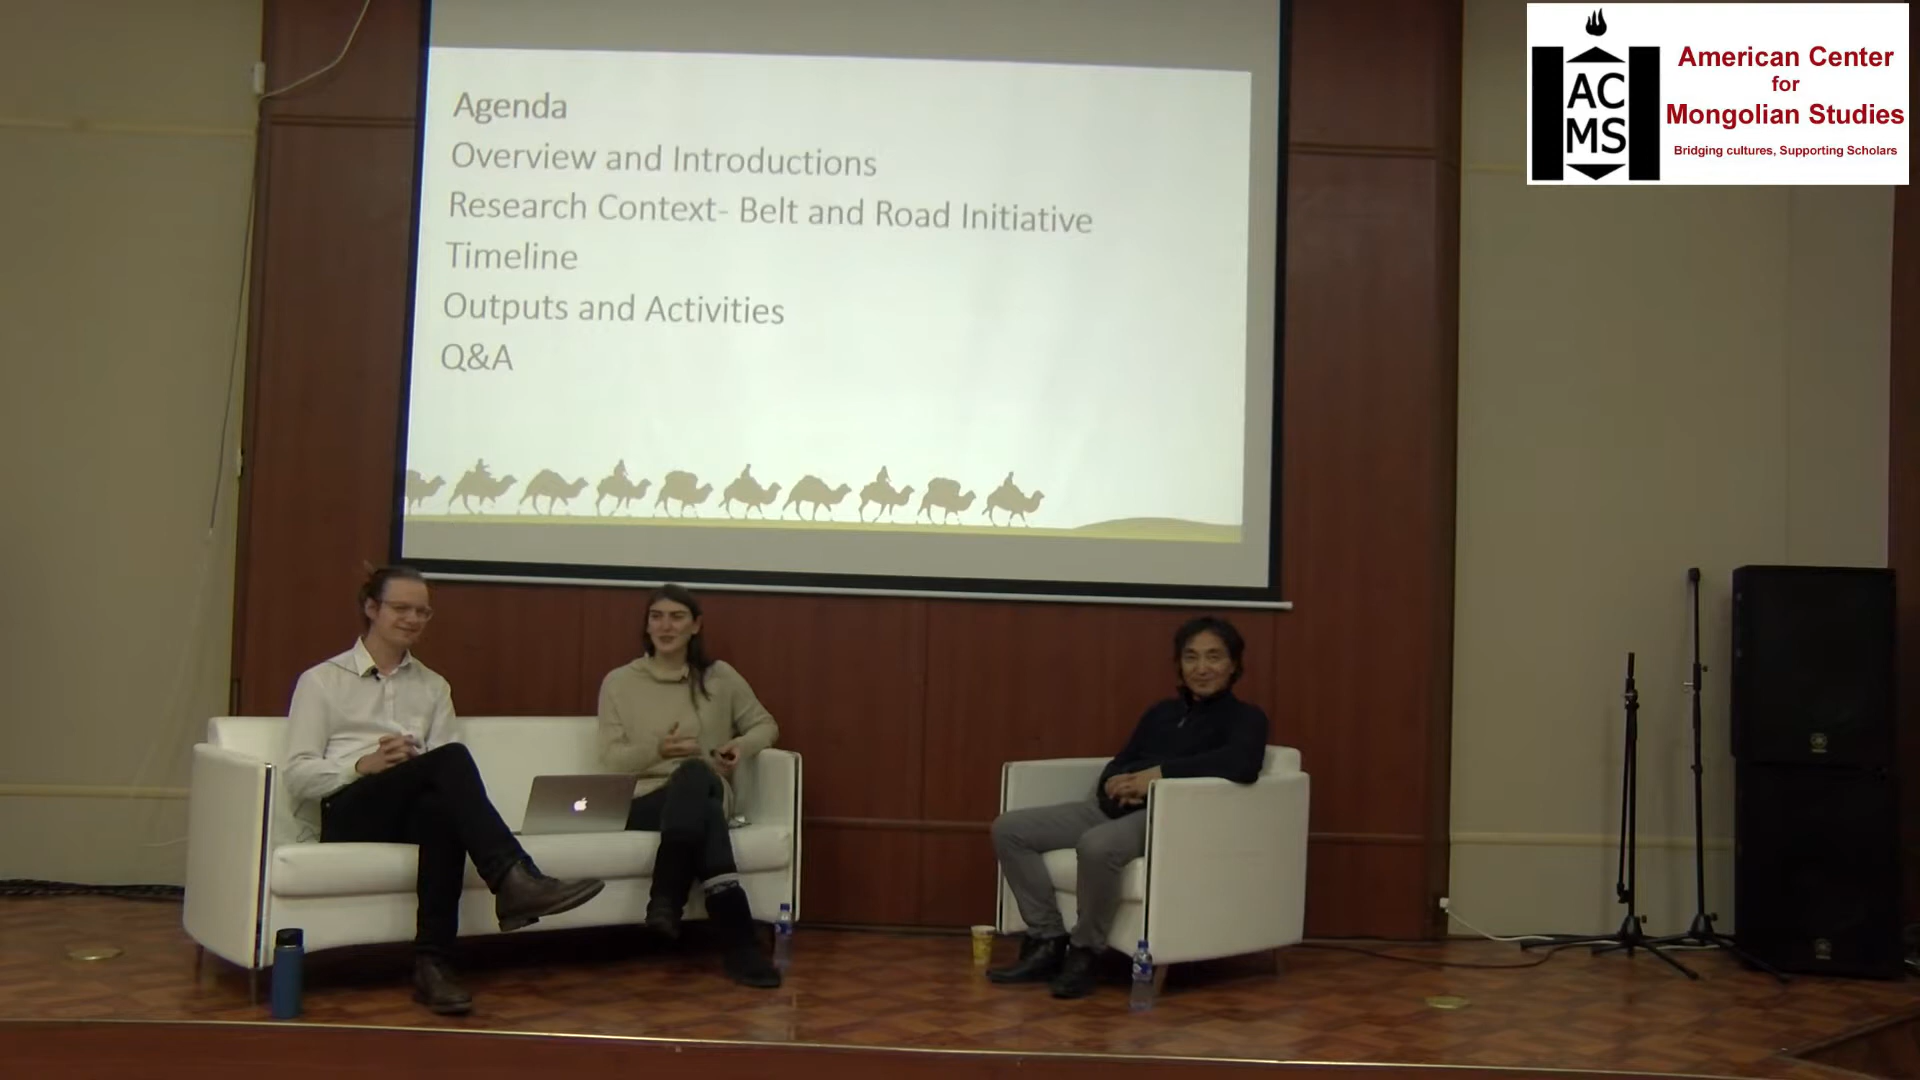 Agenda
Overview and Introductions
Research Context- Belt and Road Initiative
Timeline
Outputs and Activities
Q&A
AC
MS
American Center
for
Mongolian Studies
Bridging cultures, Supporting Scholars